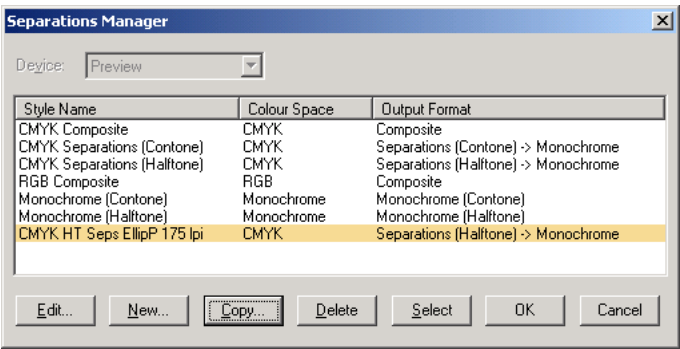 Separations Manager
Device: Preview
Style Name Colour Space Output Format
CMYK Composite CMYK Composite
CMYK Separations (Contone) CMYK Separations (Contone) -> Monochrome
CMYK Separations (Halftone) CMYK Separations (Halftone) -> Monochrome
RGB Composite RGB Composite
Monochrome (Contone) Monochrome Monochrome (Contone)
Monochrome (Halftone) Monochrome Monochrome (Halftone)
CMYK HT Seps EllipP 175 lpi CMYK Separations (Halftone) -> Monochrome
Edit... New... Copy... Delete Select OK Cancel